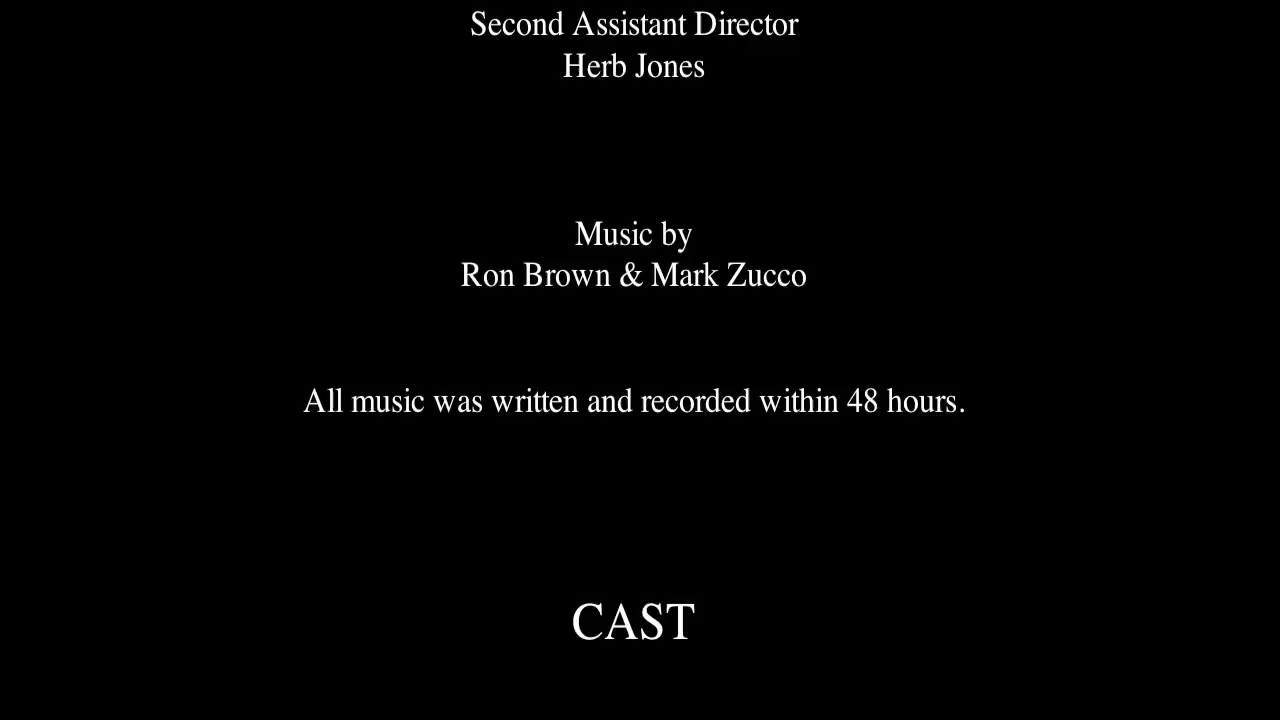 Second Assistant Director
Herb Jones
Music by
Ron Brown & Mark Zucco
All music was written and recorded within 48 hours.
CAST